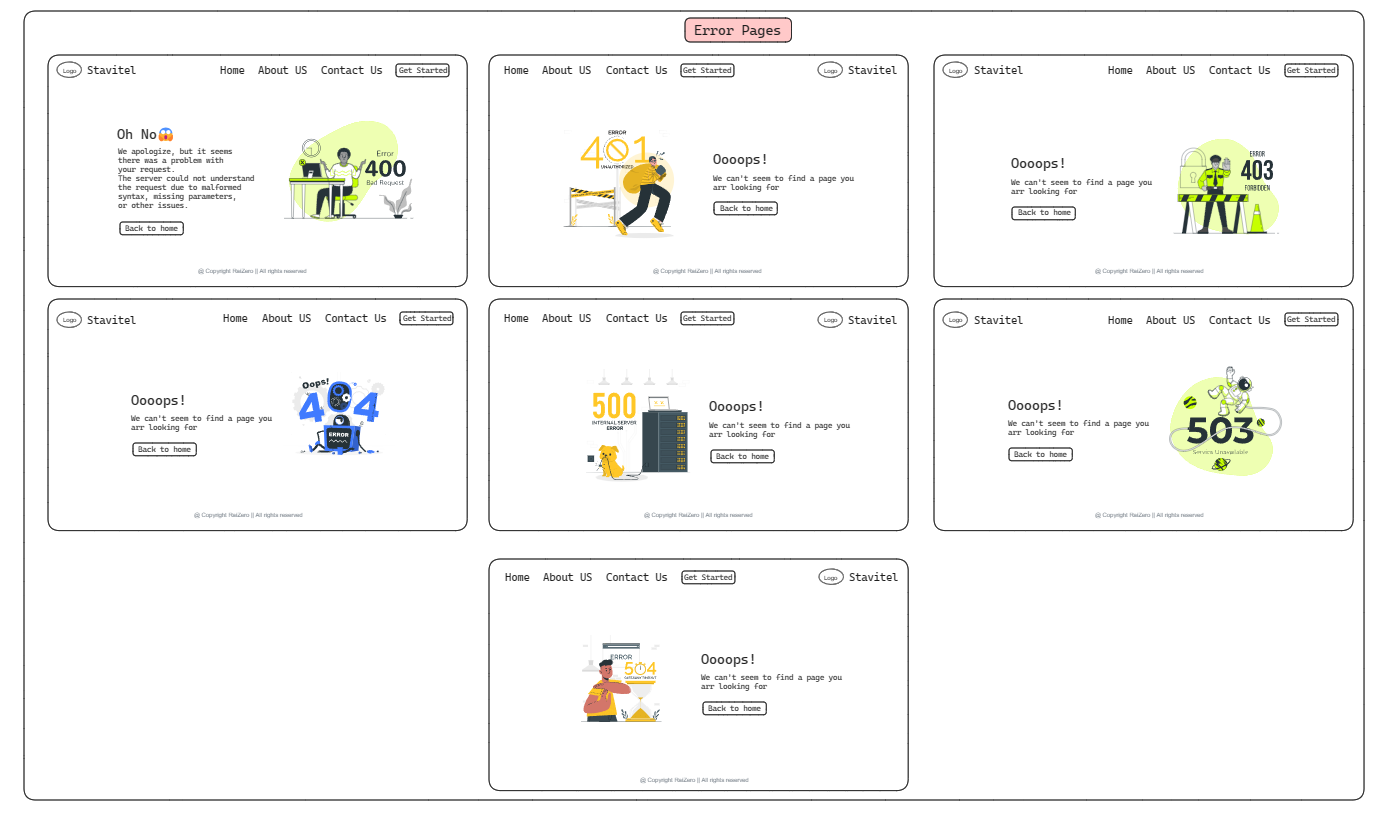 Error Pages
Logo Stavitel Home About US Contact Us Get Started
Oh No😱
We apologize, but it seems
there was a problem with
your request.
The server could not understand
the request due to malformed
syntax, missing parameters,
or other issues.
Back to home
Error
400
Bad Request
@ Copyright ReiZero || All rights reserved
Home About US Contact Us Get Started Logo Stavitel
ERROR
401
UNAUTHORIZED
Oooops!
We can't seem to find a page you
arr looking for
Back to home
@ Copyright ReiZero || All rights reserved
Logo Stavitel Home About US Contact Us Get Started
Oooops!
We can't seem to find a page you
arr looking for
Back to home
ERROR
403
FORBIDDEN
@ Copyright ReiZero || All rights reserved
Logo Stavitel Home About US Contact Us Get Started
Oooops!
We can't seem to find a page you
arr looking for
Back to home
Oops!
404
ERROR
@ Copyright ReiZero || All rights reserved
Home About US Contact Us Get Started Logo Stavitel
500
INTERNAL SERVER
ERROR
Oooops!
We can't seem to find a page you
arr looking for
Back to home
@ Copyright ReiZero || All rights reserved
Logo Stavitel Home About US Contact Us Get Started
Oooops!
We can't seem to find a page you
arr looking for
Back to home
503
Service Unavailable
@ Copyright ReiZero || All rights reserved
Home About US Contact Us Get Started Logo Stavitel
ERROR
504
GATEWAY TIMEOUT
Oooops!
We can't seem to find a page you
arr looking for
Back to home
@ Copyright ReiZero || All rights reserved